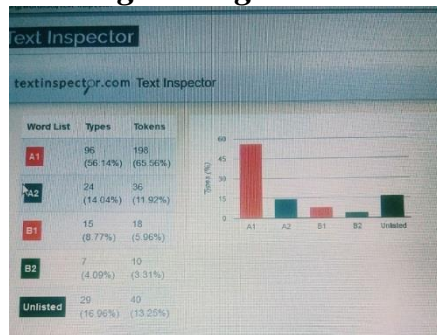 Text Inspector
textinspector.com Text Inspector
Word List Types Tokens
A1 96 (56.14%) 198 (65.56%)
A2 24 (14.04%) 36 (11.92%)
B1 15 (8.77%) 18 (5.96%)
B2 7 (4.09%) 10 (3.31%)
Unlisted 29 (16.96%) 40 (13.25%)
60
45
30
15
0
A1 A2 B1 B2 Unlisted